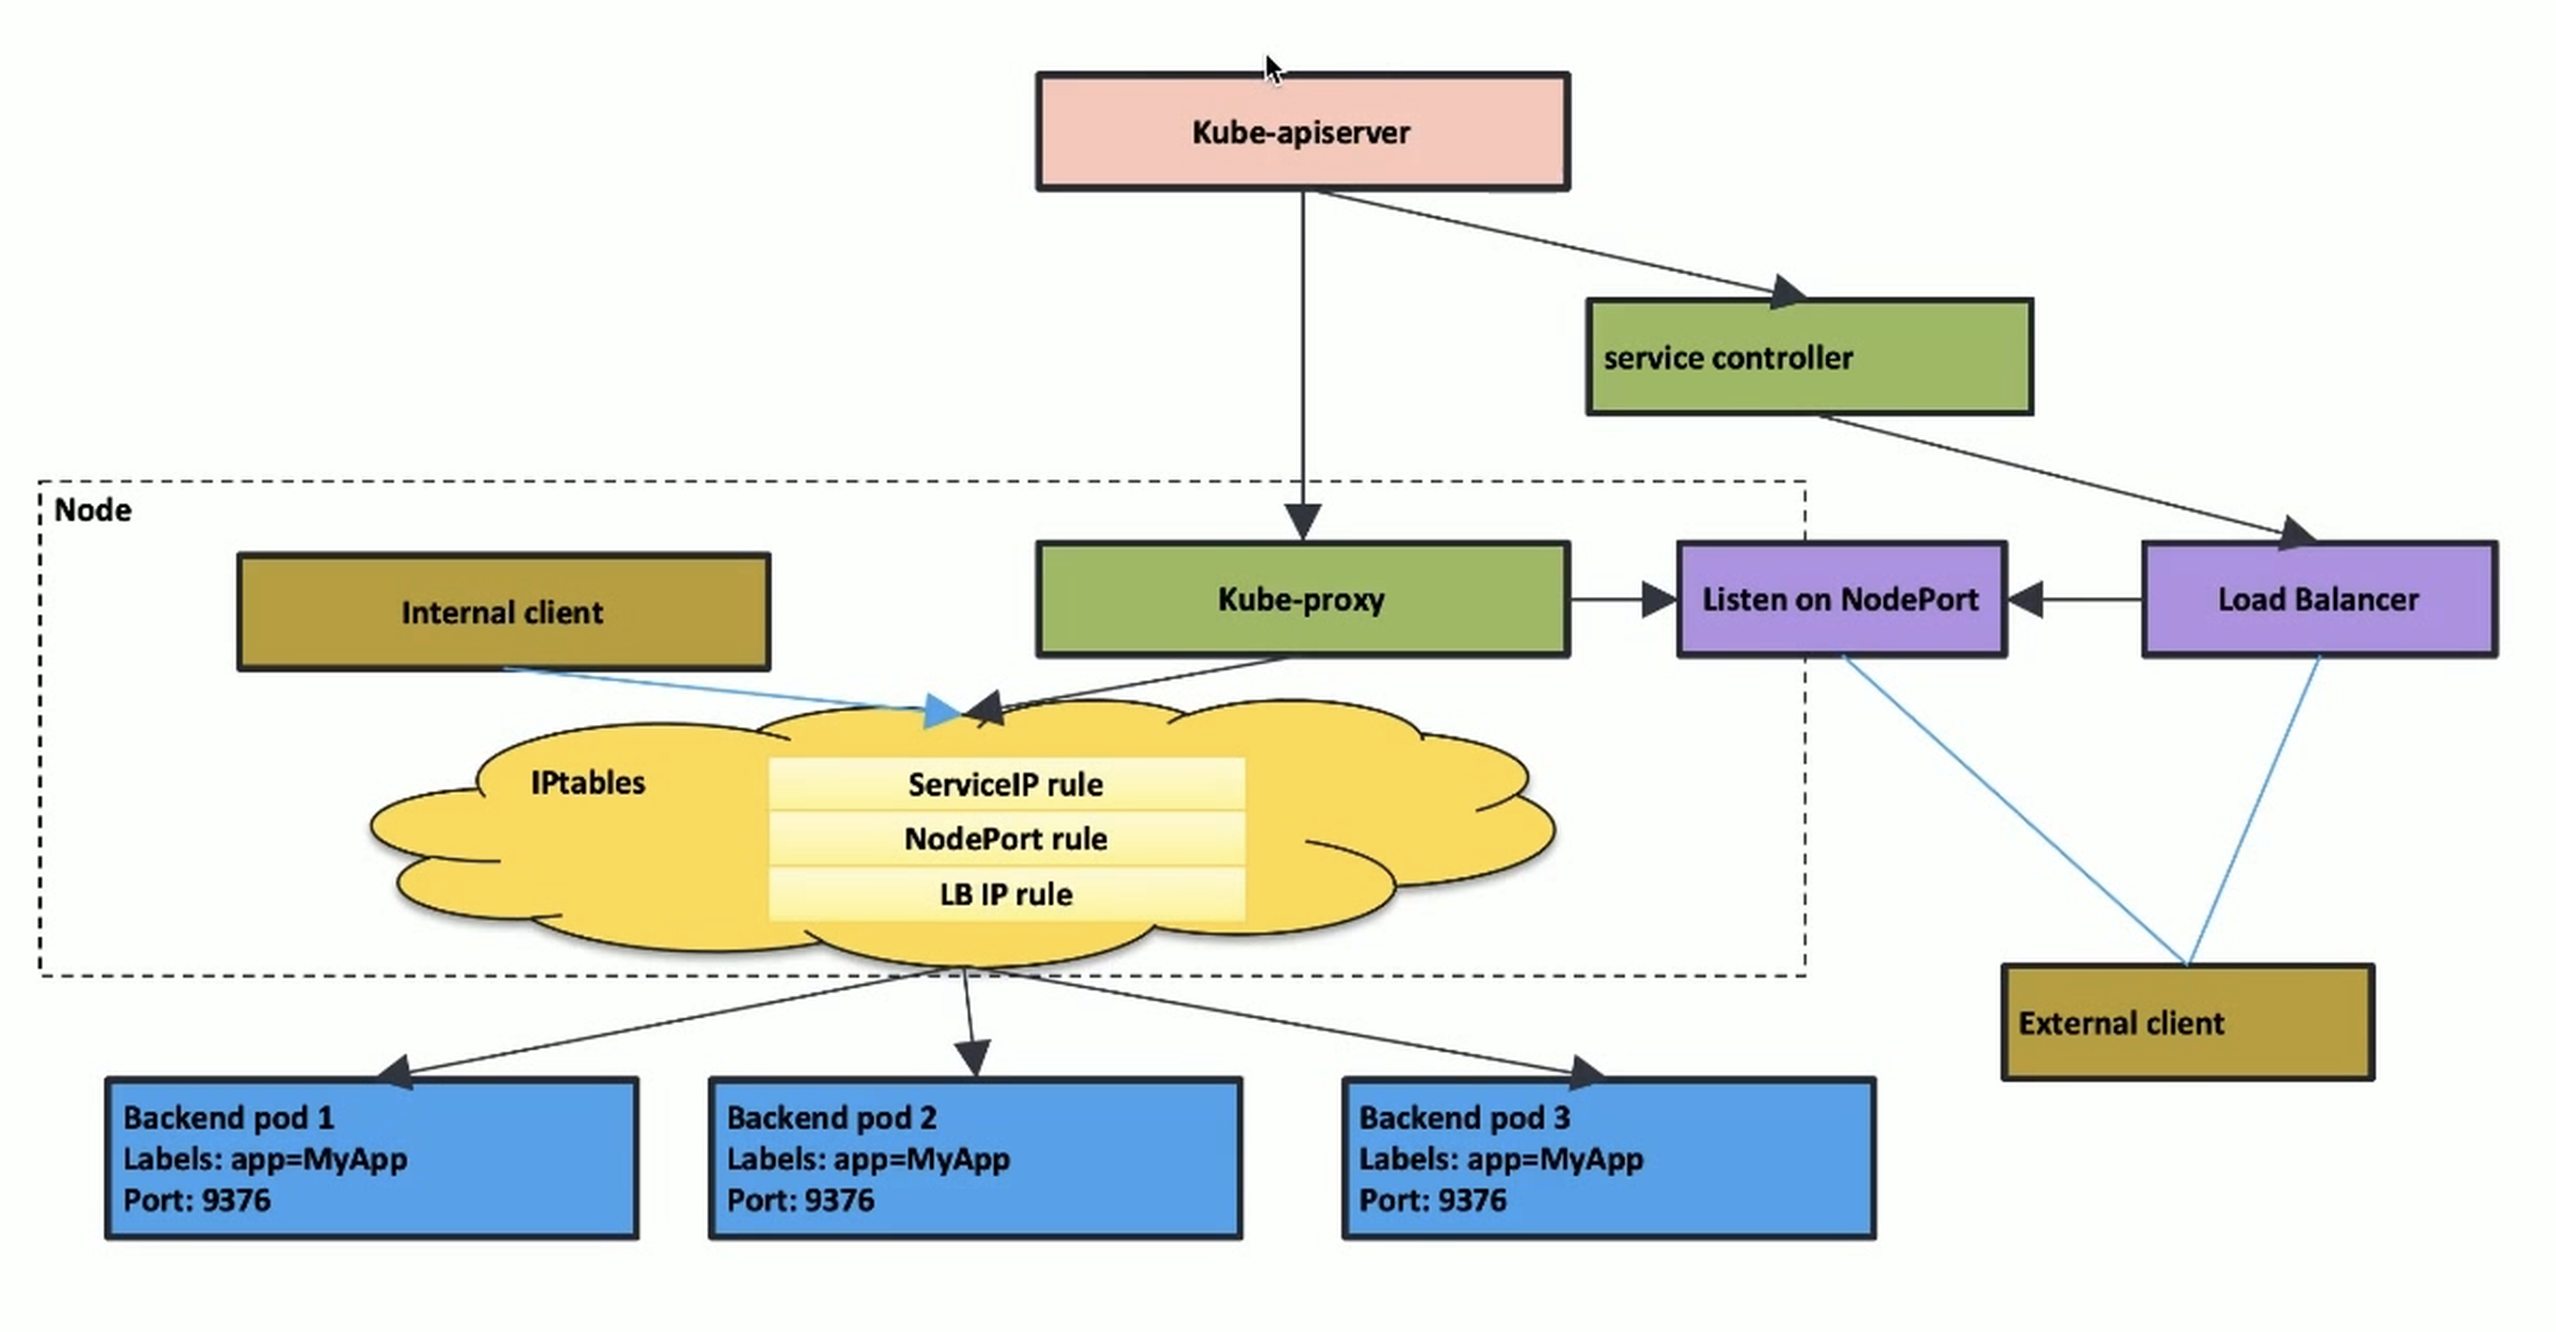 Kube-apiserver
service controller
Node
Internal client
Kube-proxy
Listen on NodePort
Load Balancer
IPtables
ServiceIP rule
NodePort rule
LB IP rule
External client
Backend pod 1
Labels: app=MyApp
Port: 9376
Backend pod 2
Labels: app=MyApp
Port: 9376
Backend pod 3
Labels: app=MyApp
Port: 9376